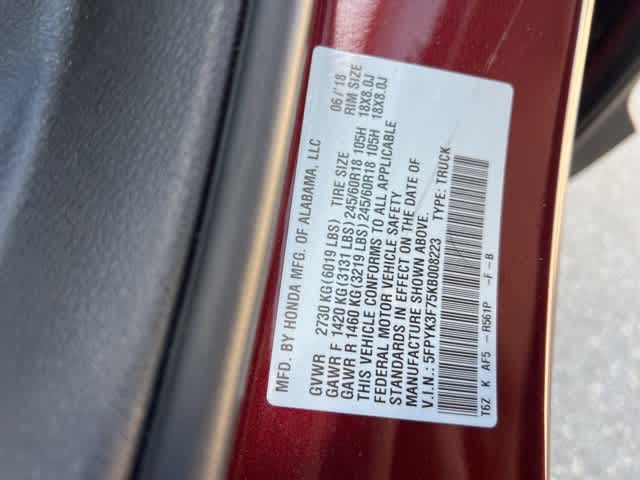 MFD. BY HONDA MFG. OF ALABAMA, LLC 06/'18
GVWR 2730 KG(6019 LBS) TIRE SIZE RIM SIZE
GAWR F 1420 KG(3131 LBS)245/60R18 105H 18X8.0J
GAWR R 1460 KG(3219 LBS)245/60R18 105H 18X8.0J
THIS VEHICLE CONFORMS TO ALL APPLICABLE
FEDERAL MOTOR VEHICLE SAFETY
STANDARDS IN EFFECT ON THE DATE OF
MANUFACTURE SHOWN ABOVE.
V.I.N.: 5FPYK3F75KB008223 TYPE: TRUCK
T6Z K AF5 - R561P -F-B